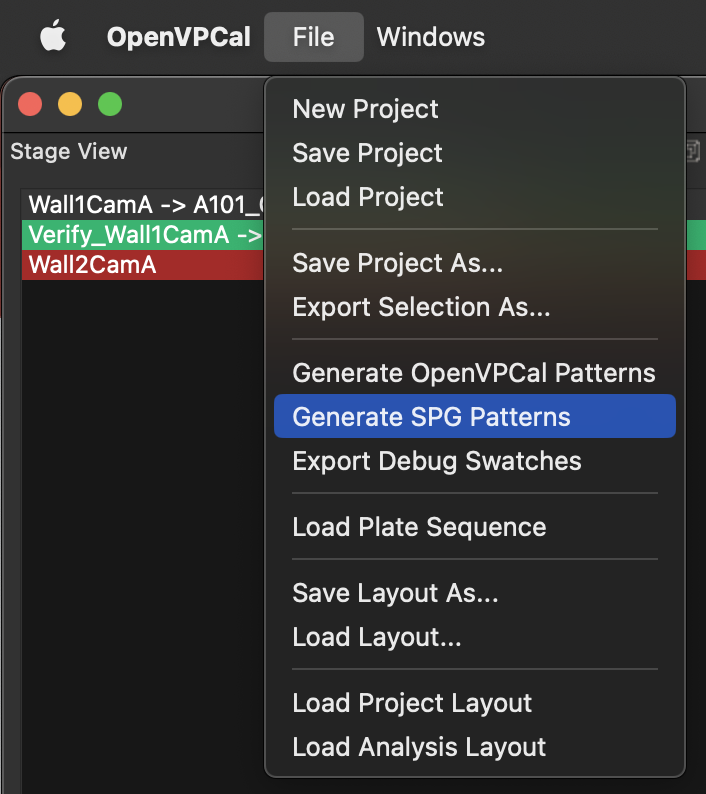 OpenVPCal File Windows
Stage View
Wall1CamA -> A101_
Verify_Wall1CamA ->
Wall2CamA
New Project
Save Project
Load Project
Save Project As...
Export Selection As...
Generate OpenVPCal Patterns
Generate SPG Patterns
Export Debug Swatches
Load Plate Sequence
Save Layout As...
Load Layout...
Load Project Layout
Load Analysis Layout